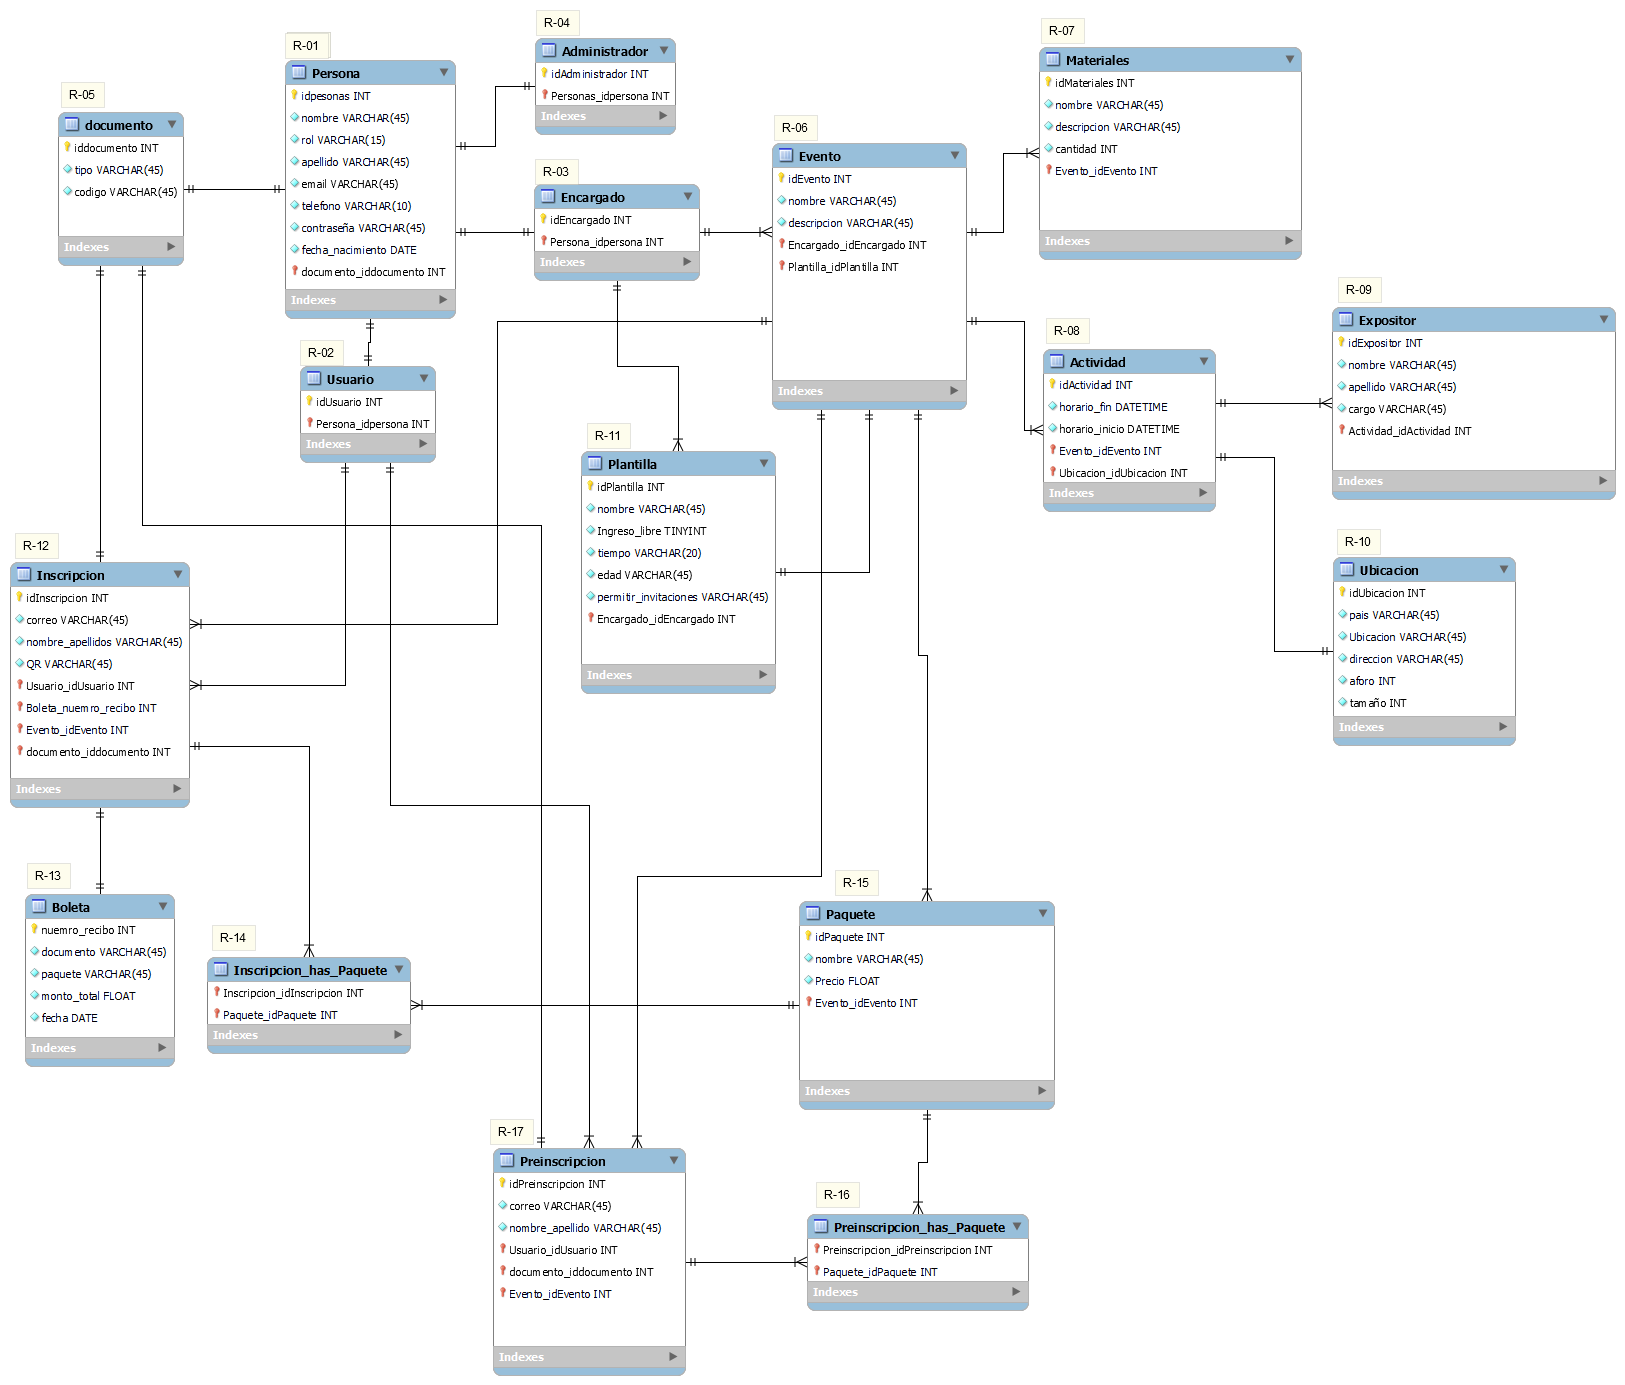 R-01
Persona
idpesonas INT
nombre VARCHAR(45)
rol VARCHAR(15)
apellido VARCHAR(45)
email VARCHAR(45)
telefono VARCHAR(10)
contraseña VARCHAR(45)
fecha_nacimiento DATE
documento_iddocumento INT
Indexes
R-04
Administrador
idAdministrador INT
Personas_idpersona INT
Indexes
R-05
documento
iddocumento INT
tipo VARCHAR(45)
codigo VARCHAR(45)
Indexes
R-03
Encargado
idEncargado INT
Persona_idpersona INT
Indexes
R-06
Evento
idEvento INT
nombre VARCHAR(45)
descripcion VARCHAR(45)
Encargado_idEncargado INT
Plantilla_idPlantilla INT
Indexes
R-07
Materiales
idMateriales INT
nombre VARCHAR(45)
descripcion VARCHAR(45)
cantidad INT
Evento_idEvento INT
Indexes
R-02
Usuario
idUsuario INT
Persona_idpersona INT
Indexes
R-08
Actividad
idActividad INT
horario_fin DATETIME
horario_inicio DATETIME
Evento_idEvento INT
Ubicacion_idUbicacion INT
Indexes
R-09
Expositor
idExpositor INT
nombre VARCHAR(45)
apellido VARCHAR(45)
cargo VARCHAR(45)
Actividad_idActividad INT
Indexes
R-11
Plantilla
idPlantilla INT
nombre VARCHAR(45)
Ingreso_libre TINYINT
tiempo VARCHAR(20)
edad VARCHAR(45)
permitir_invitaciones VARCHAR(45)
Encargado_idEncargado INT
Indexes
R-10
Ubicacion
idUbicacion INT
pais VARCHAR(45)
Ubicacion VARCHAR(45)
direccion VARCHAR(45)
aforo INT
tamaño INT
Indexes
R-12
Inscripcion
idInscripcion INT
correo VARCHAR(45)
nombre_apellidos VARCHAR(45)
QR VARCHAR(45)
Usuario_idUsuario INT
Boleta_nuemro_recibo INT
Evento_idEvento INT
documento_iddocumento INT
Indexes
R-13
Boleta
nuemro_recibo INT
documento VARCHAR(45)
paquete VARCHAR(45)
monto_total FLOAT
fecha DATE
Indexes
R-14
Inscripcion_has_Paquete
Inscripcion_idInscripcion INT
Paquete_idPaquete INT
Indexes
R-15
Paquete
idPaquete INT
nombre VARCHAR(45)
Precio FLOAT
Evento_idEvento INT
Indexes
R-17
Preinscripcion
idPreinscripcion INT
correo VARCHAR(45)
nombre_apellido VARCHAR(45)
Usuario_idUsuario INT
documento_iddocumento INT
Evento_idEvento INT
Indexes
R-16
Preinscripcion_has_Paquete
Preinscripcion_idPreinscripcion INT
Paquete_idPaquete INT
Indexes